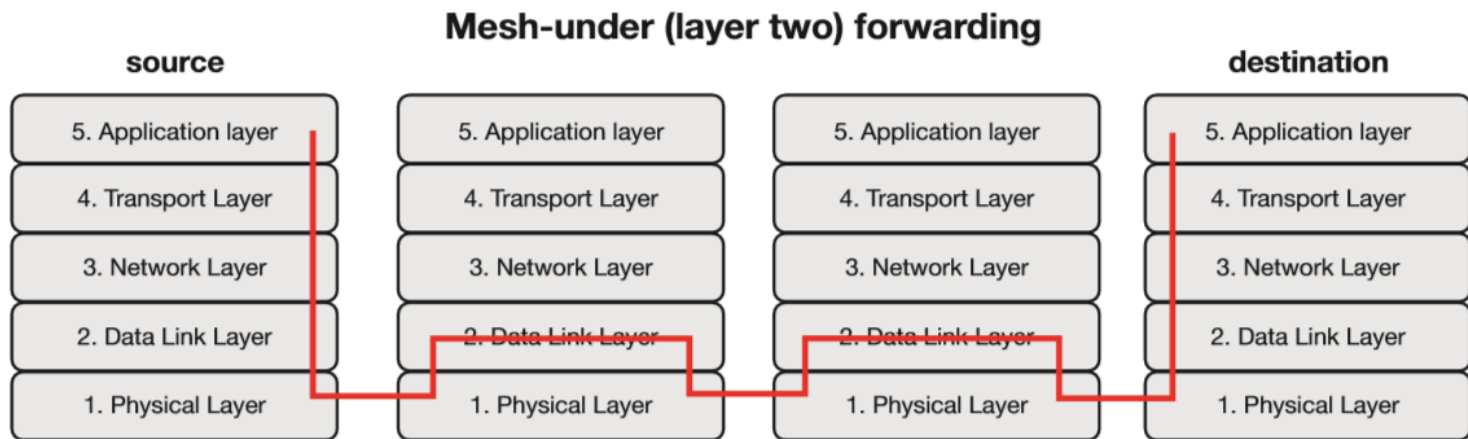 Mesh-under (layer two) forwarding
source
destination
5. Application layer
5. Application layer
5. Application layer
5. Application layer
4. Transport Layer
4. Transport Layer
4. Transport Layer
4. Transport Layer
3. Network Layer
3. Network Layer
3. Network Layer
3. Network Layer
2. Data Link Layer
2. Data Link Layer
2. Data Link Layer
2. Data Link Layer
1. Physical Layer
1. Physical Layer
1. Physical Layer
1. Physical Layer